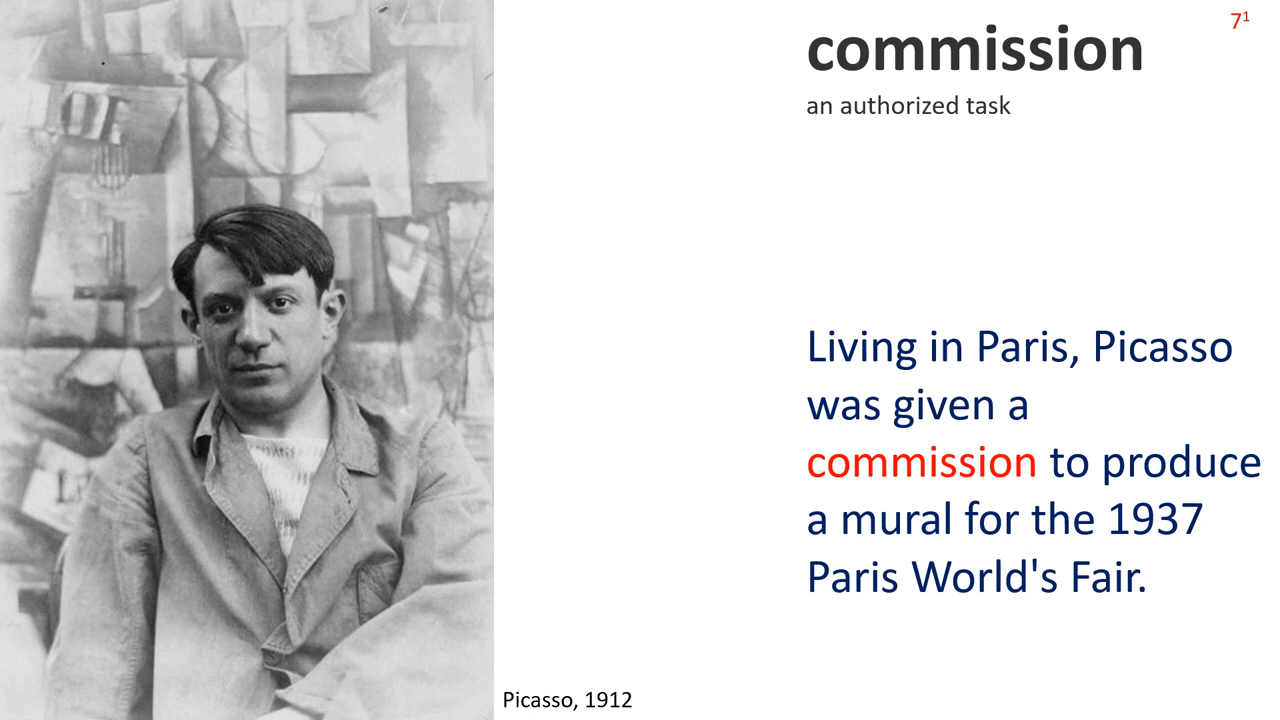 commission
7¹
an authorized task
Living in Paris, Picasso
was given a
commission to produce
a mural for the 1937
Paris World's Fair.
Picasso, 1912